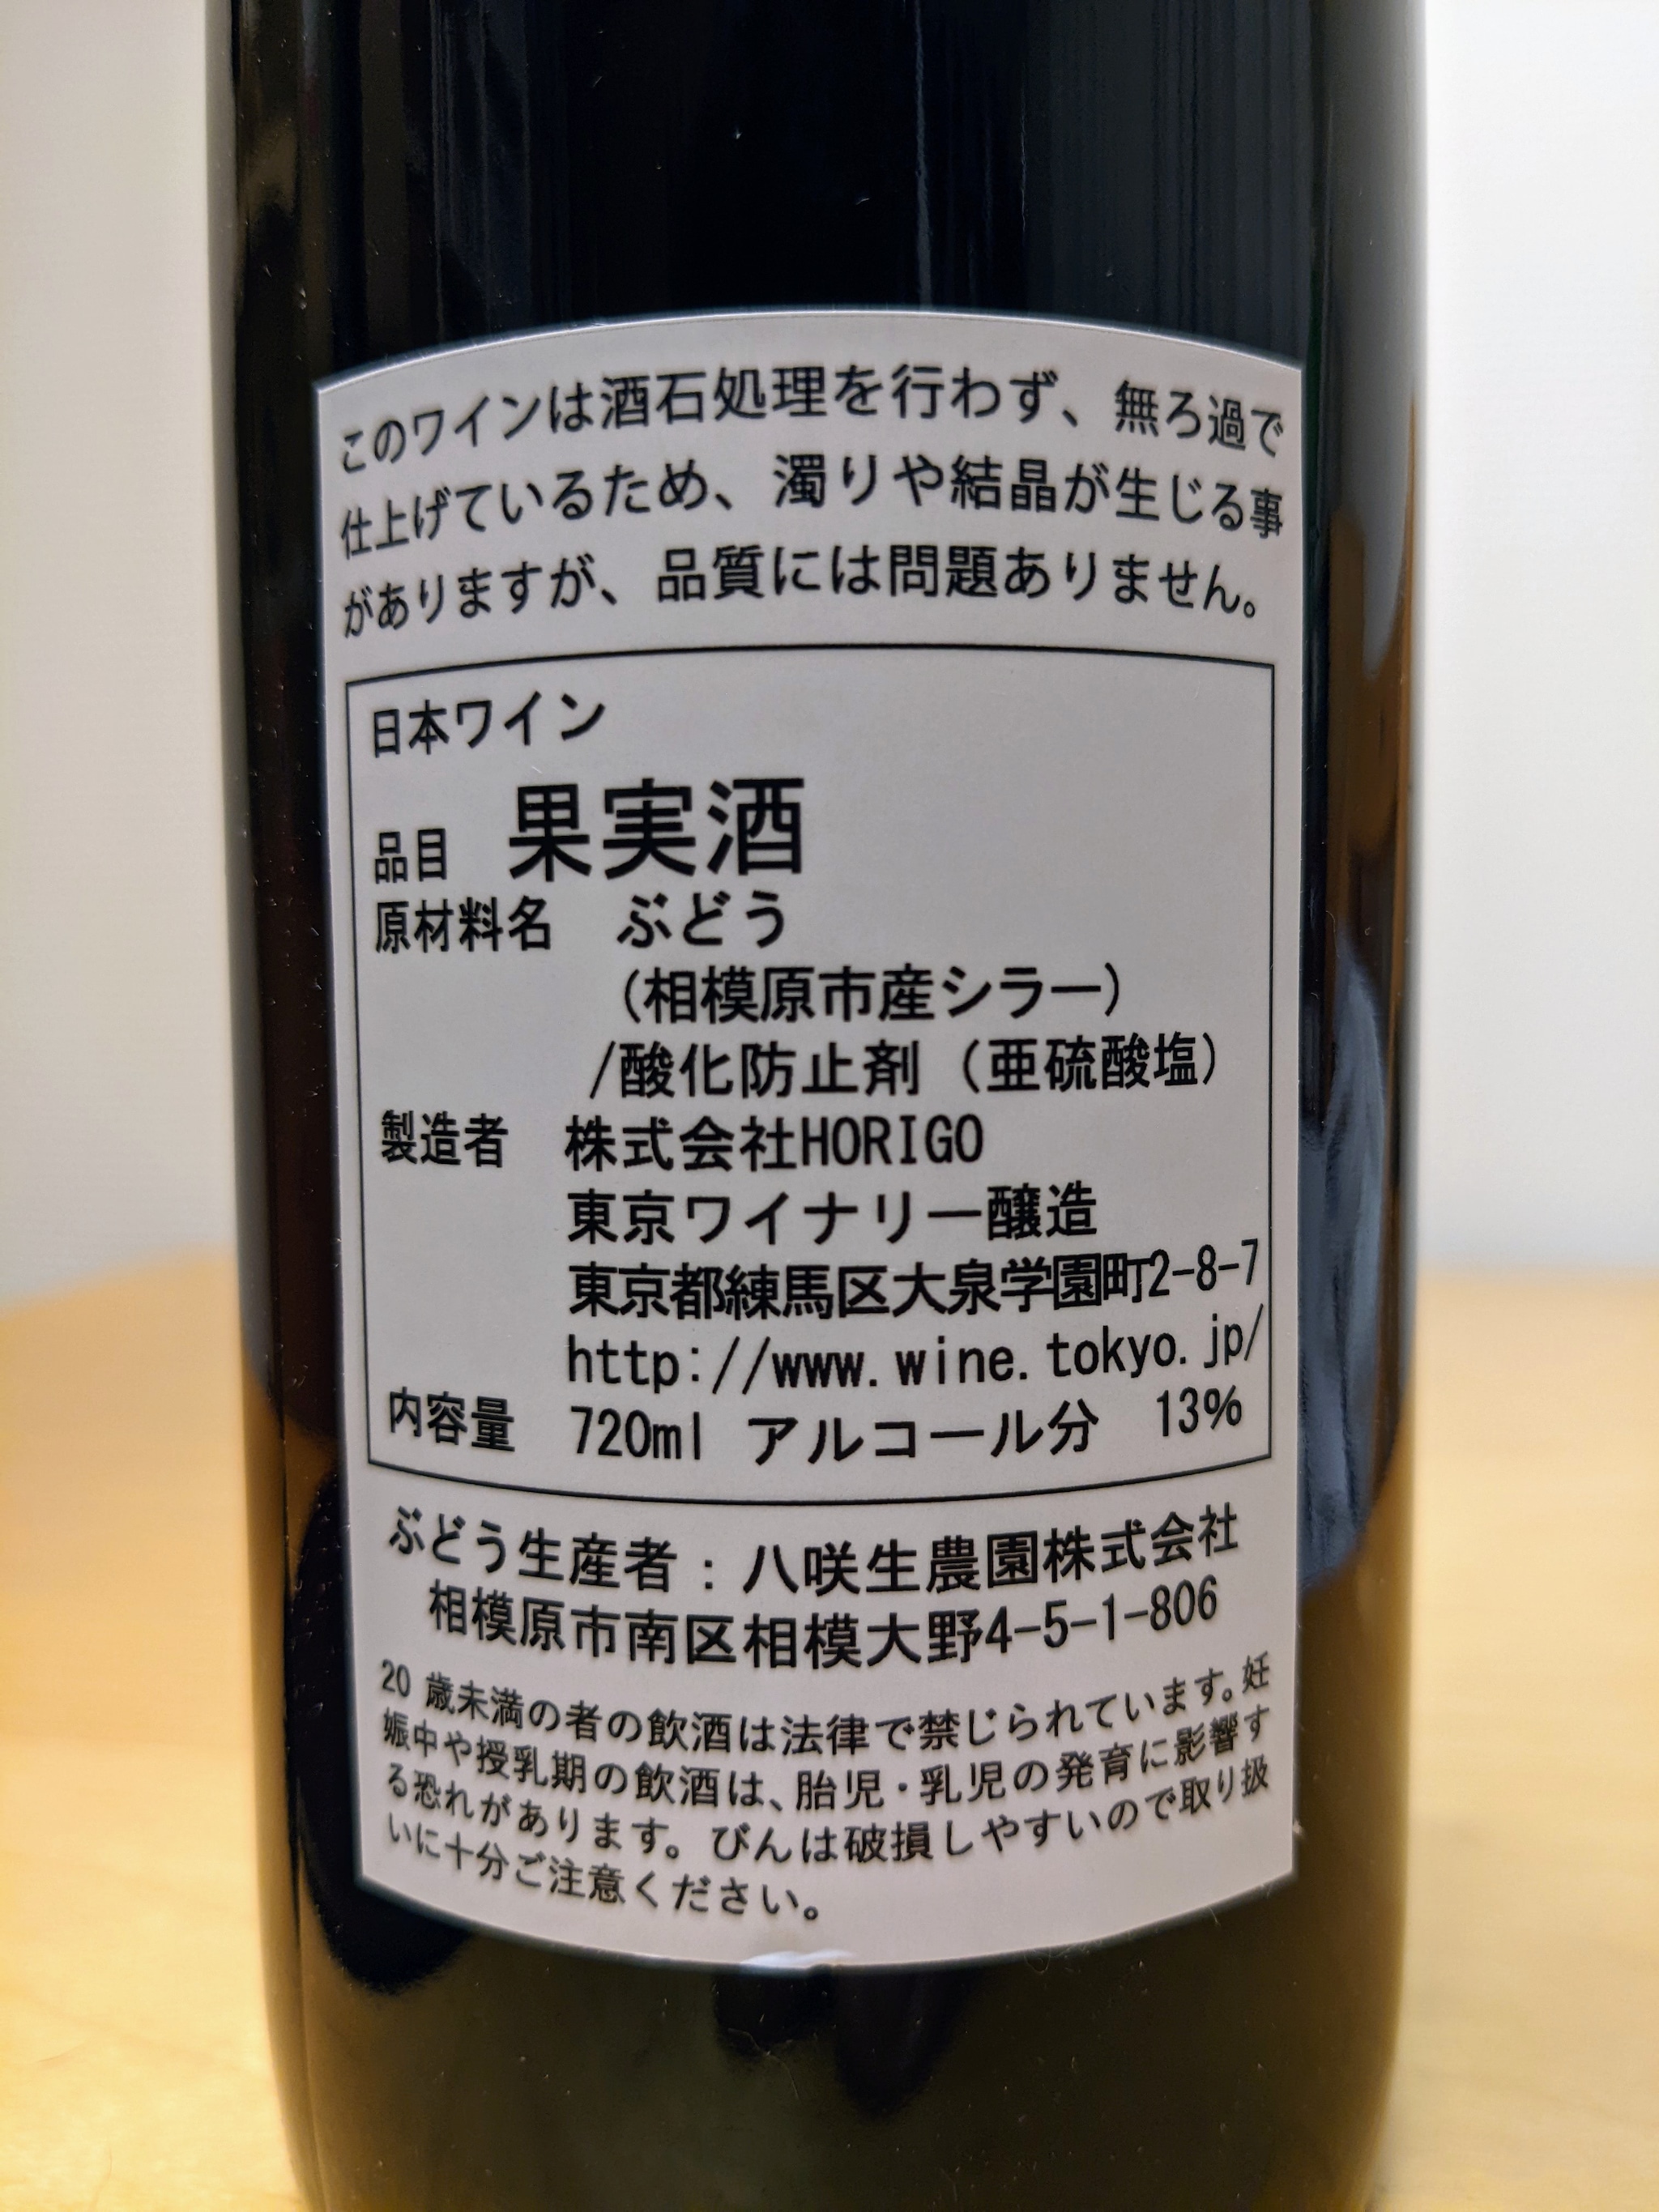 このワインは酒石処理を行わず、無ろ過で
仕上げているため、濁りや結晶が生じる事
がありますが、品質には問題ありません。
日本ワイン
品目 果実酒
原材料名 ぶどう
(相模原市産シラー)
/酸化防止剤（亜硫酸塩）
製造者 株式会社HORIGO
東京ワイナリー醸造
東京都練馬区大泉学園町2-8-7
http://www.wine.tokyo.jp/
内容量 720ml アルコール分 13%
ぶどう生産者：八咲生農園株式会社
相模原市南区相模大野4-5-1-806
20 歳未満の者の飲酒は法律で禁じられています。妊
娠中や授乳期の飲酒は、胎児・乳児の発育に影響す
る恐れがあります。びんは破損しやすいので取り扱
いに十分ご注意ください。